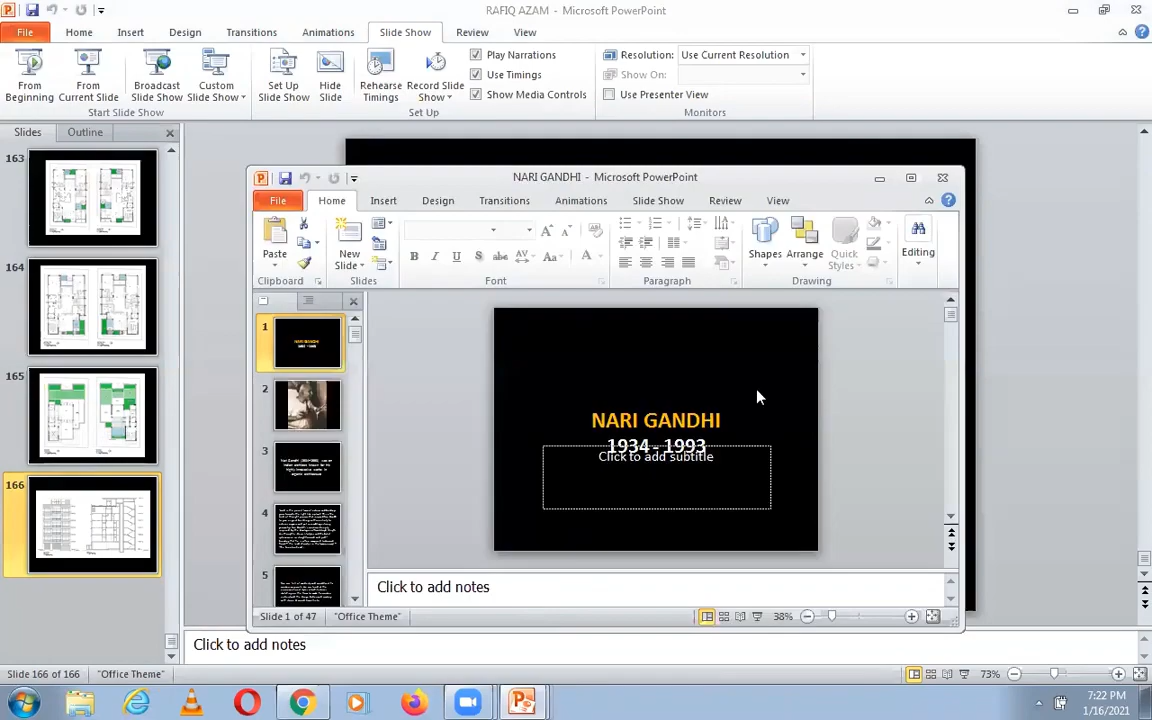 RAFIQ AZAM - Microsoft PowerPoint
File Home Insert Design Transitions Animations Slide Show Review View
From Beginning
From Current Slide
Broadcast Slide Show
Custom Slide Show
Set Up Slide Show
Hide Slide
Rehearse Timings
Record Slide Show
Play Narrations
Use Timings
Show Media Controls
Resolution: Use Current Resolution
Show On:
Use Presenter View
Start Slide Show Set Up Monitors
Slides Outline
163
164
165
166
NARI GANDHI - Microsoft PowerPoint
File Home Insert Design Transitions Animations Slide Show Review View
Paste
New Slide
Shapes
Arrange
Quick Styles
Editing
Clipboard Slides Font Paragraph Drawing
1
NARI GANDHI
2
3
4
5
NARI GANDHI
1934 - 1993
Click to add subtitle
Click to add notes
Slide 1 of 47 "Office Theme" 38%
Click to add notes
Slide 166 of 166 "Office Theme" 73%
7:22 PM
1/16/2021